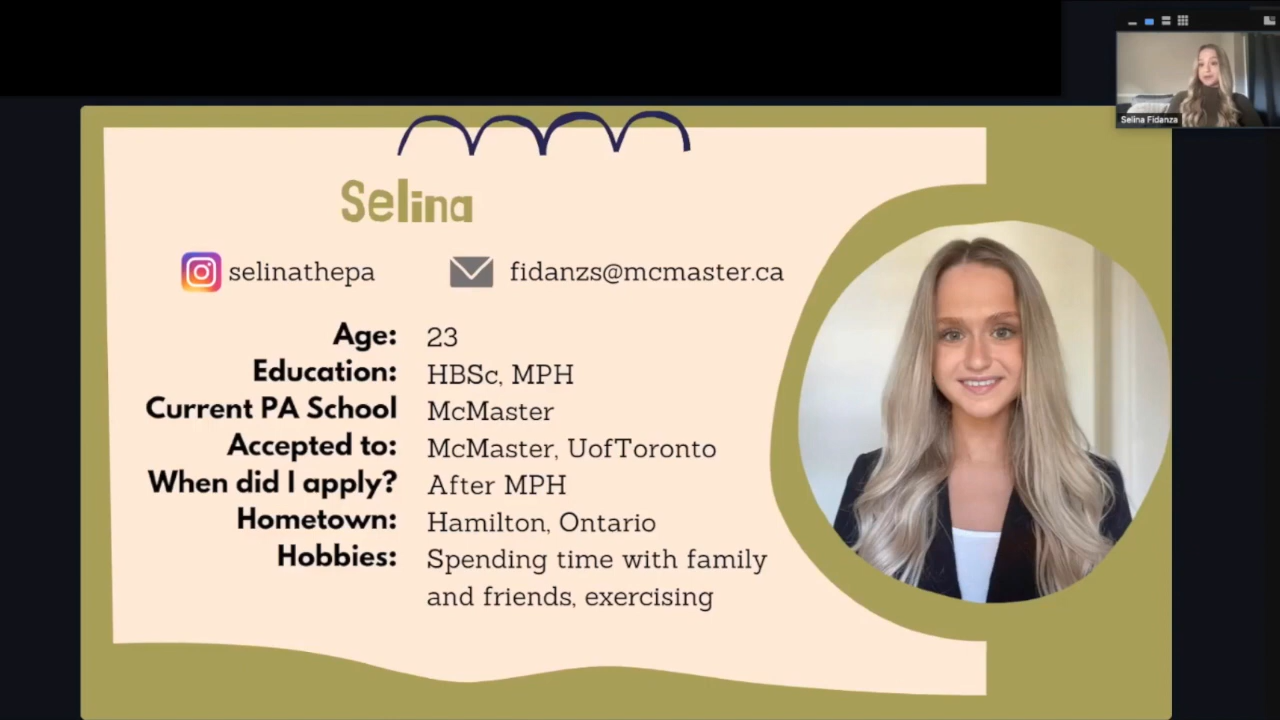 Selina Fidanza
Selina
selinathepa
fidanzs@mcmaster.ca
Age: 23
Education: HBSc, MPH
Current PA School McMaster
Accepted to: McMaster, UofToronto
When did I apply? After MPH
Hometown: Hamilton, Ontario
Hobbies: Spending time with family
and friends, exercising